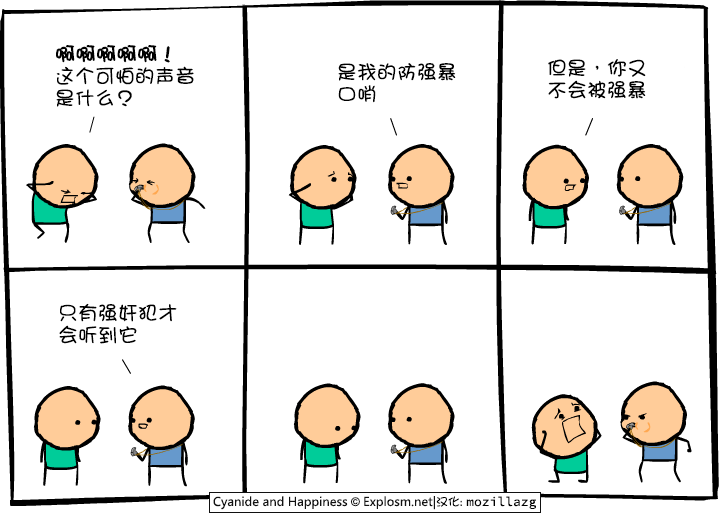 啊啊啊啊啊！
这个可怕的声音
是什么？
是我的防强暴
口哨
但是，你又
不会被强暴
只有强奸犯才
会听到它
Cyanide and Happiness © Explosm.net|汉化: mozillazg